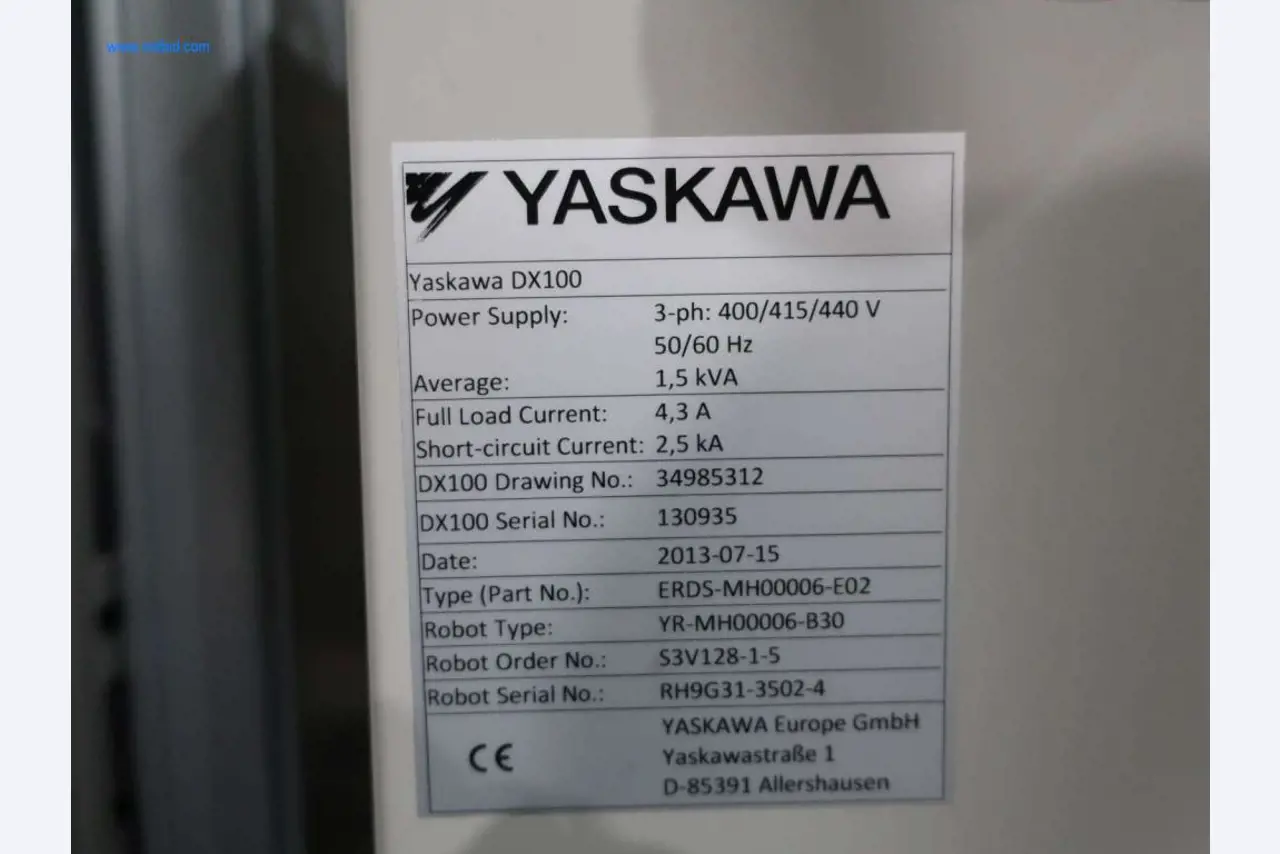 YASKAWA
Yaskawa DX100
Power Supply: 3-ph: 400/415/440 V
50/60 Hz
Average: 1,5 kVA
Full Load Current: 4,3 A
Short-circuit Current: 2,5 kA
DX100 Drawing No.: 34985312
DX100 Serial No.: 130935
Date: 2013-07-15
Type (Part No.): ERDS-MH00006-E02
Robot Type: YR-MH00006-B30
Robot Order No.: S3V128-1-5
Robot Serial No.: RH9G31-3502-4
CE YASKAWA Europe GmbH
Yaskawastraße 1
D-85391 Allershausen